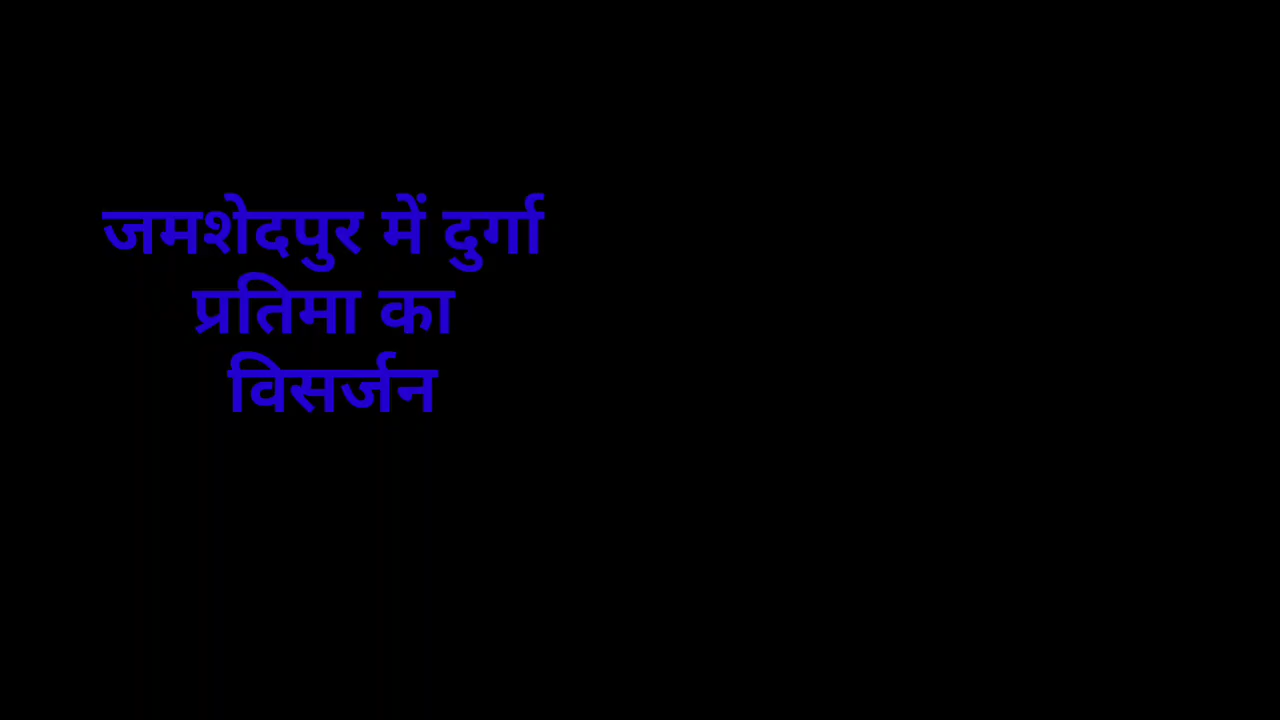 जमशेदपुर में दुर्गा
प्रतिमा का
विसर्जन